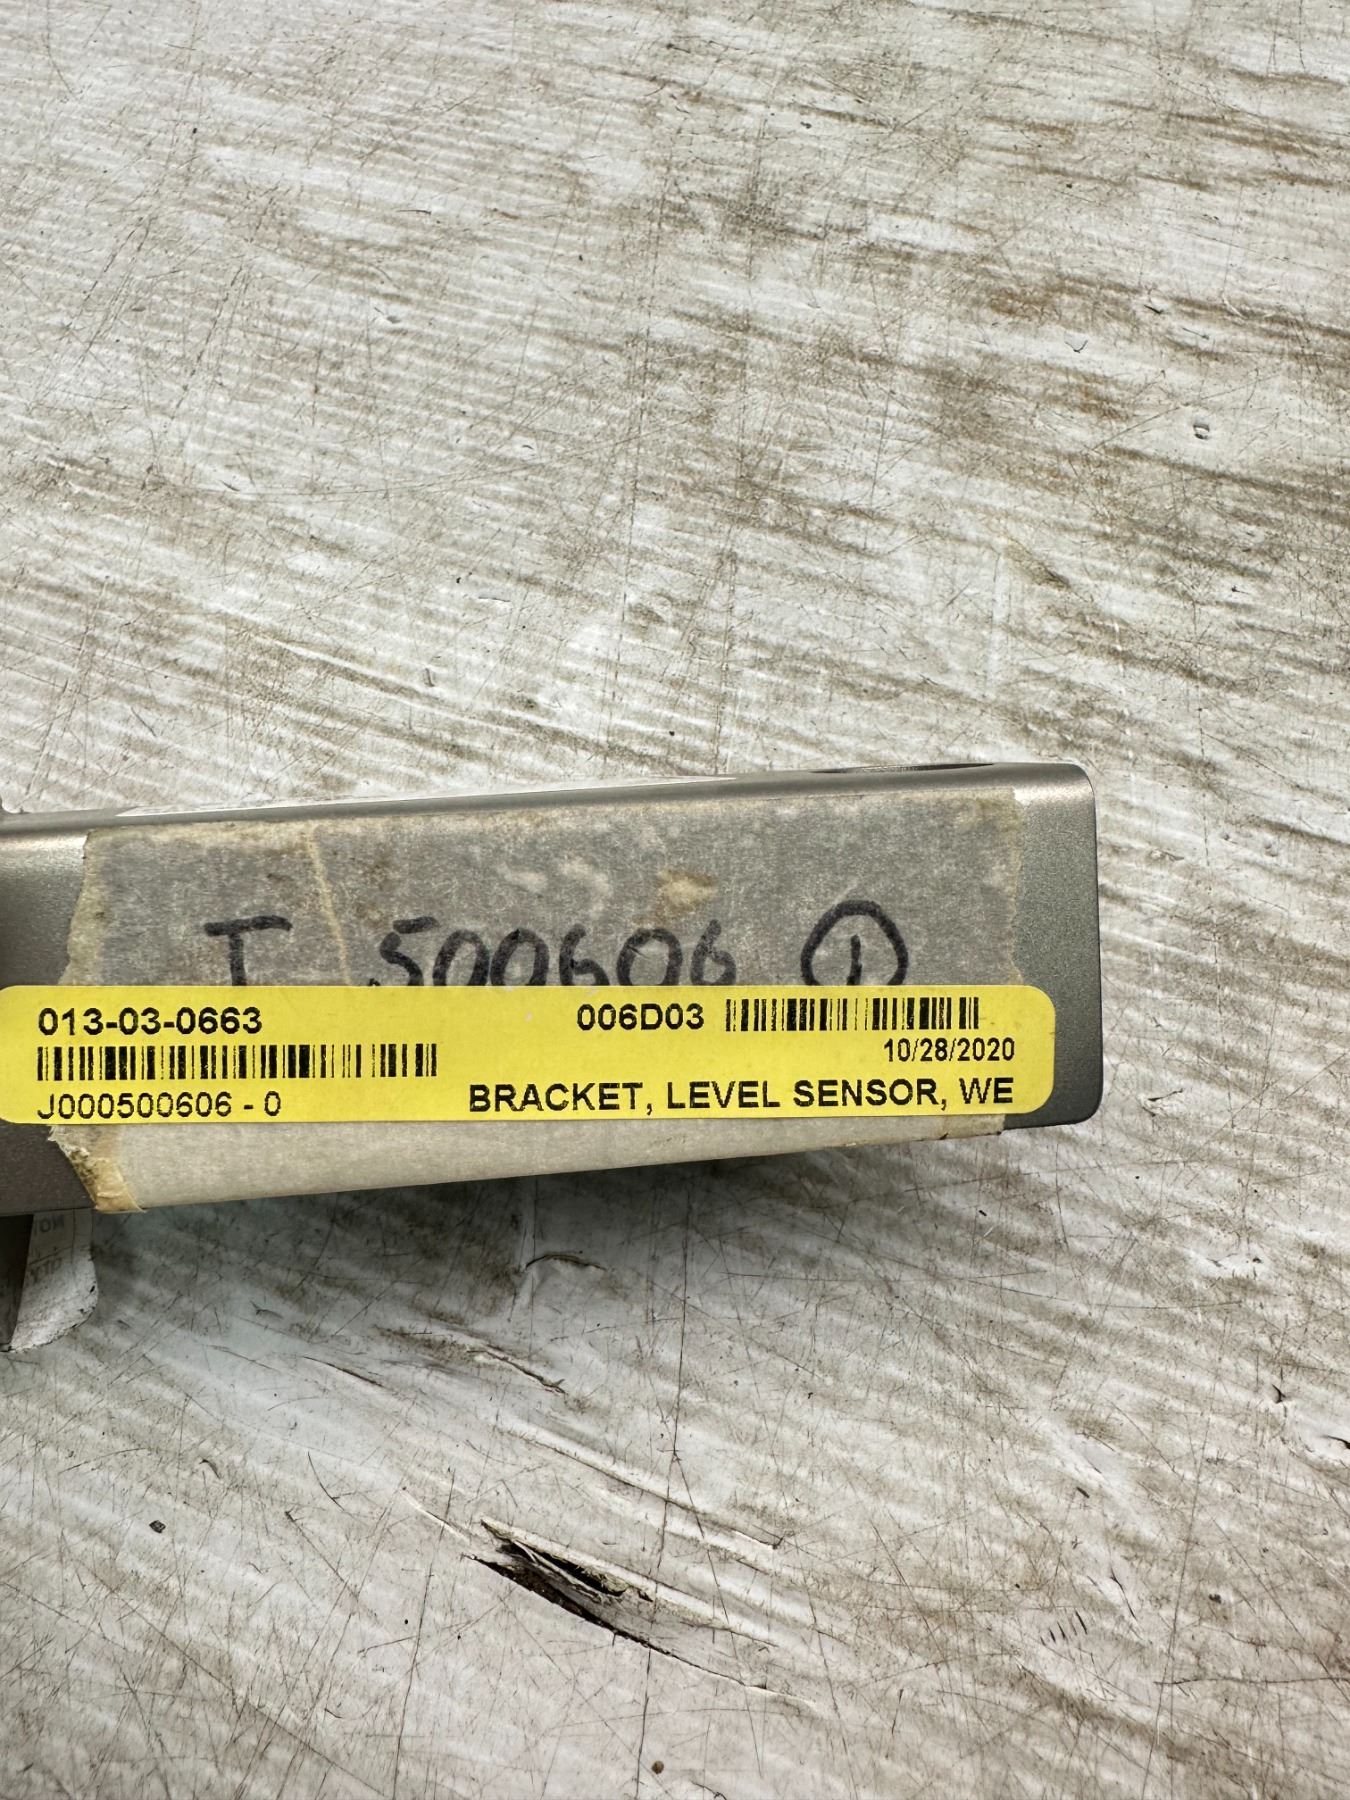 J 500606 1
013-03-0663 006D03
10/28/2020
J000500606 - 0 BRACKET, LEVEL SENSOR, WE